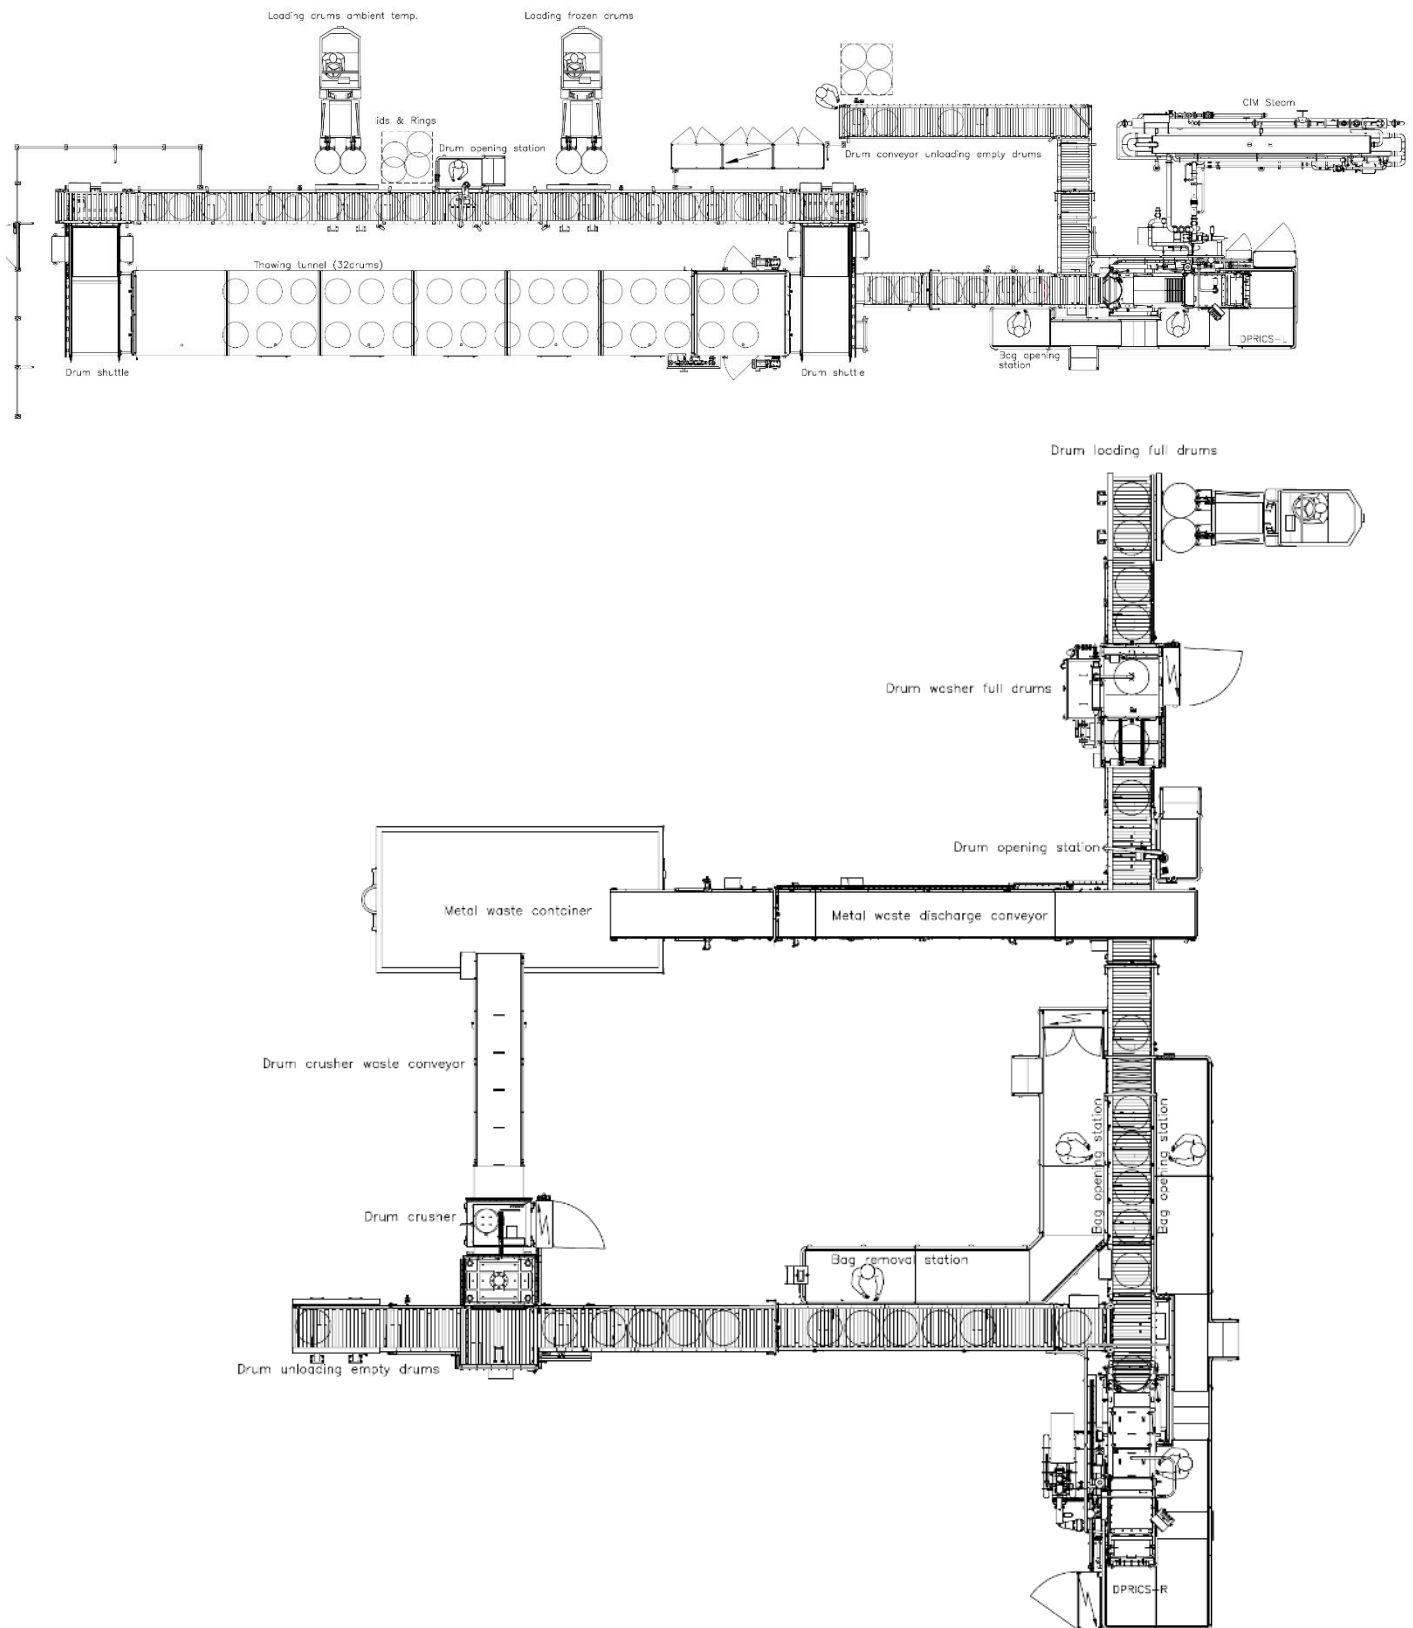 Loading drums ambient temp.
Loading frozen drums
CIM Steam
lids & Rings
Drum opening station
Drum conveyor unloading empty drums
Thawing tunnel (32drums)
Drum shuttle
Drum shuttle
Bag opening
station
DPRICS-L
Drum loading full drums
Drum washer full drums
Drum opening station
Metal waste container
Metal waste discharge conveyor
Drum crusher waste conveyor
Bag opening station
Bag opening station
Drum crusher
Bag removal station
Drum unloading empty drums
DPRICS-R